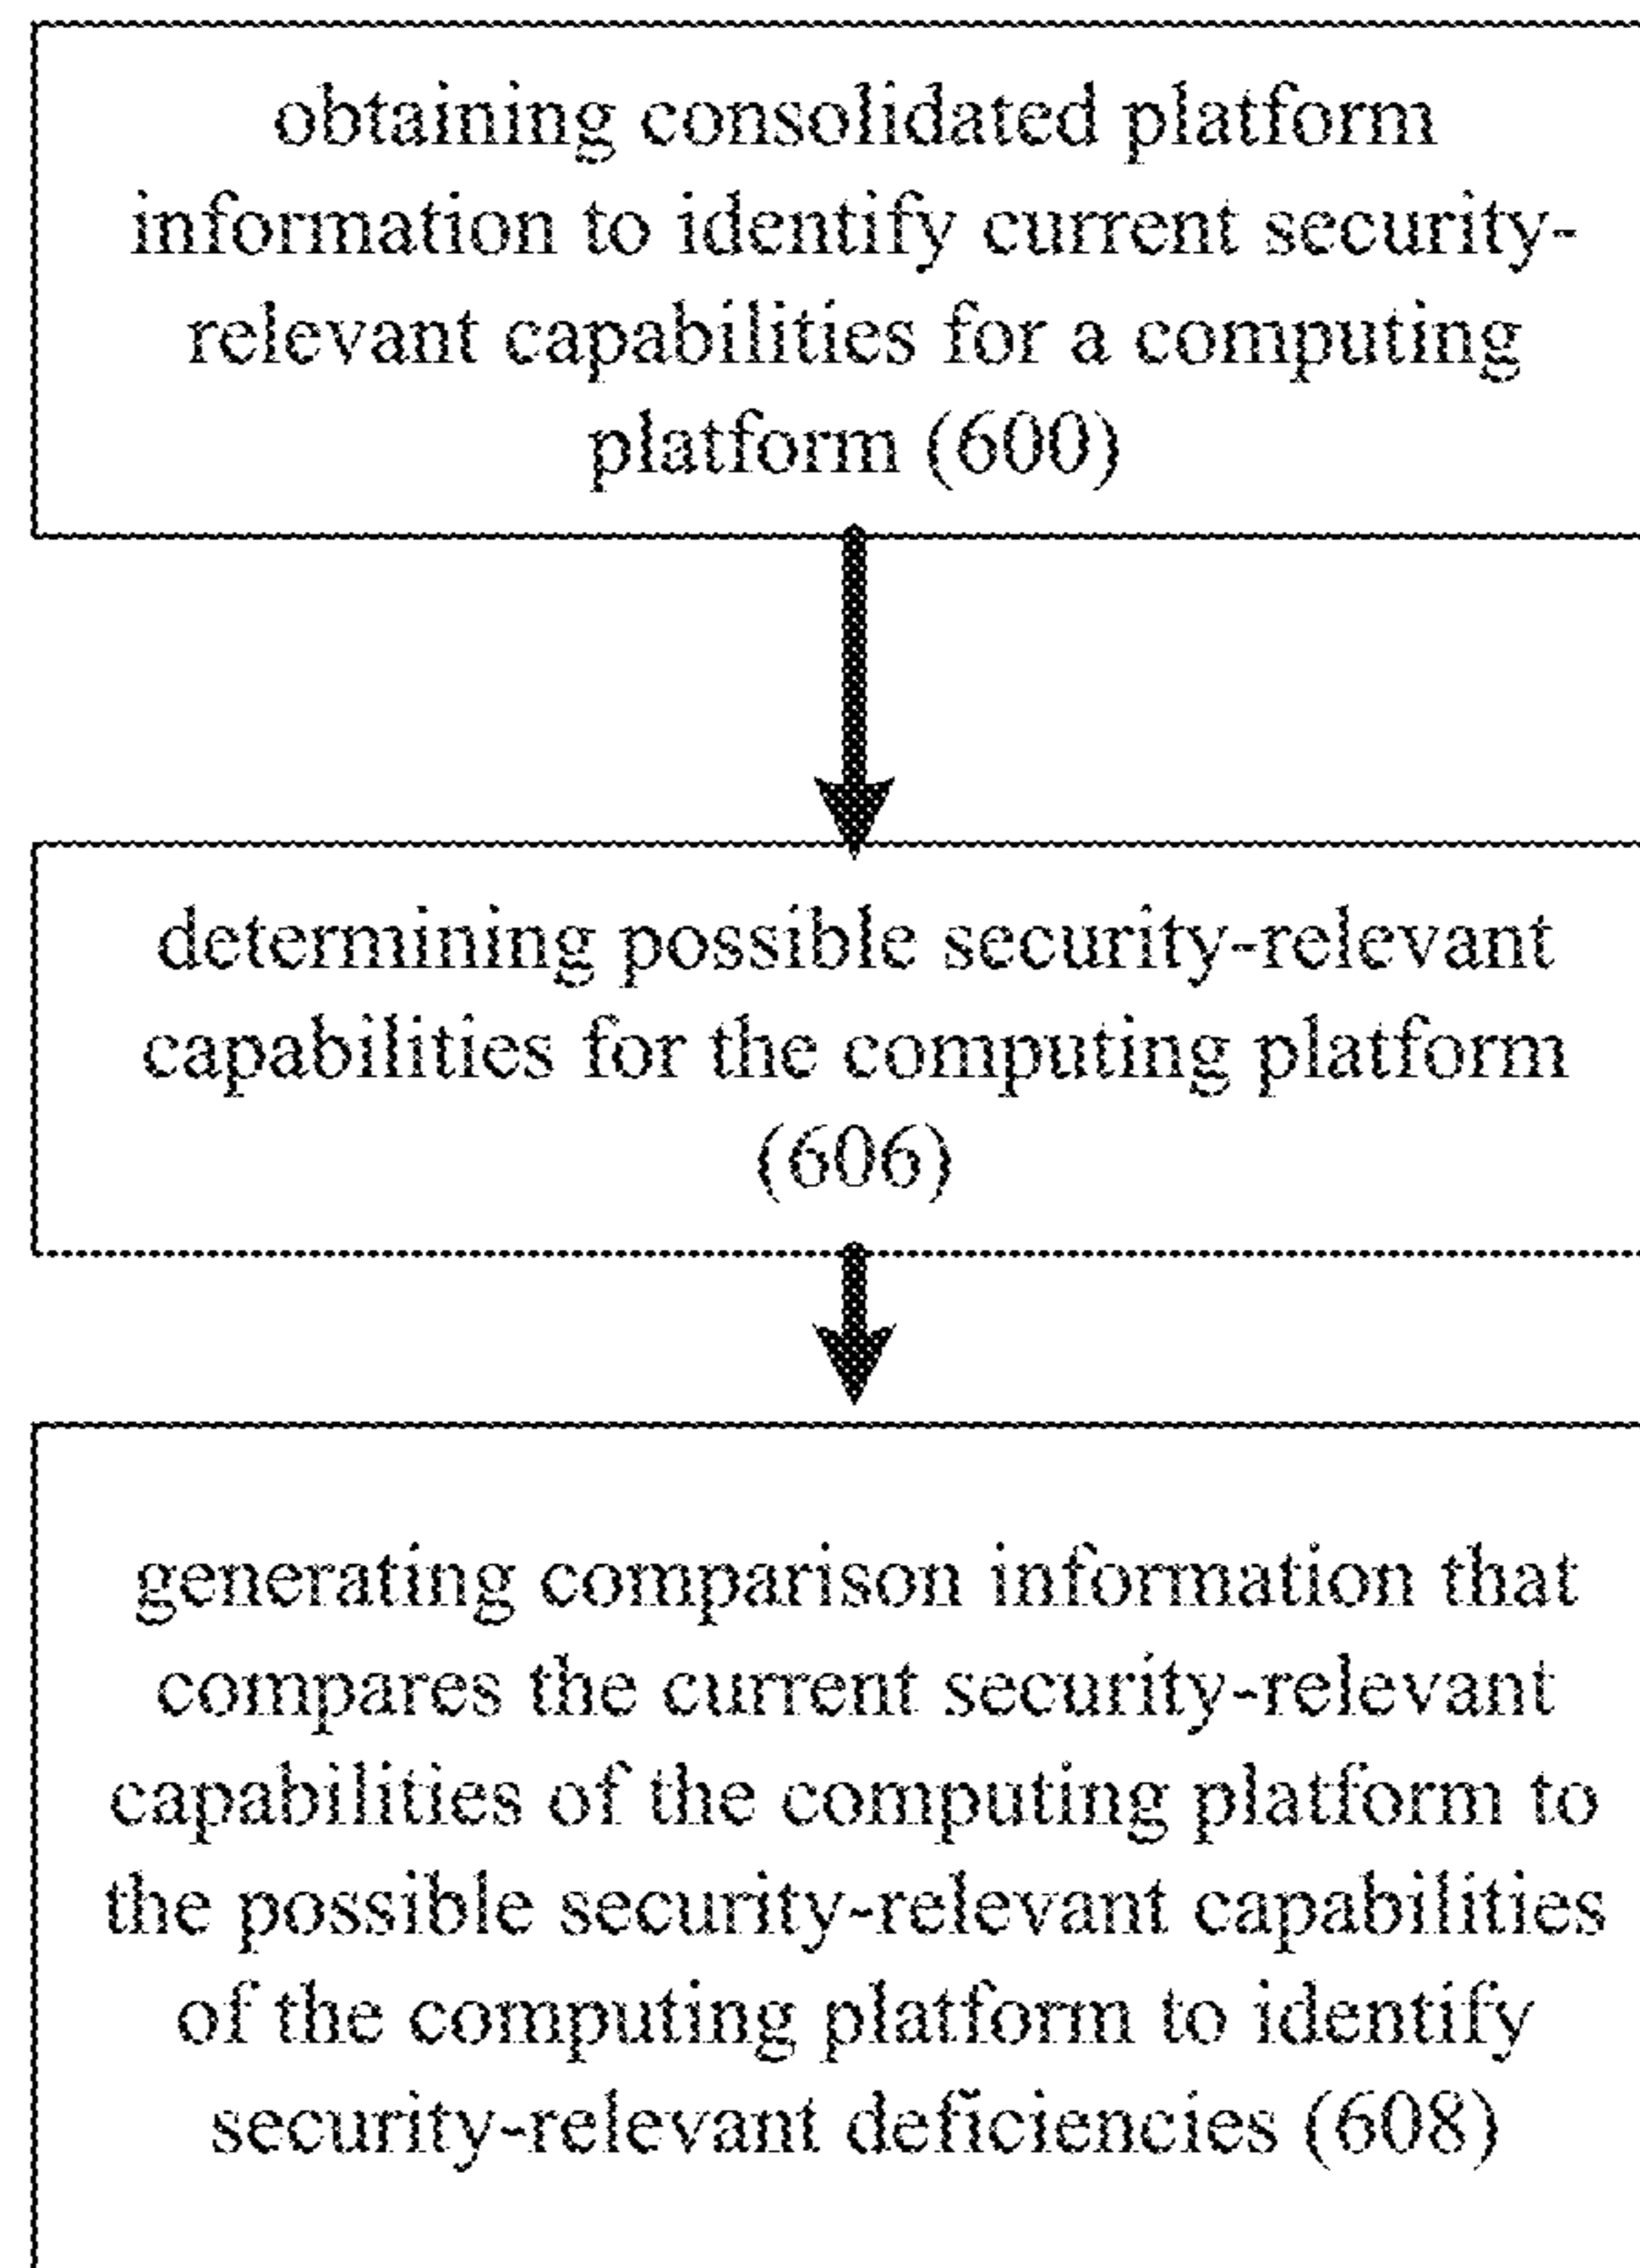 obtaining consolidated platform
information to identify current security-
relevant capabilities for a computing
platform (600)
determining possible security-relevant
capabilities for the computing platform
(606)
generating comparison information that
compares the current security-relevant
capabilities of the computing platform to
the possible security-relevant capabilities
of the computing platform to identify
security-relevant deficiencies (608)